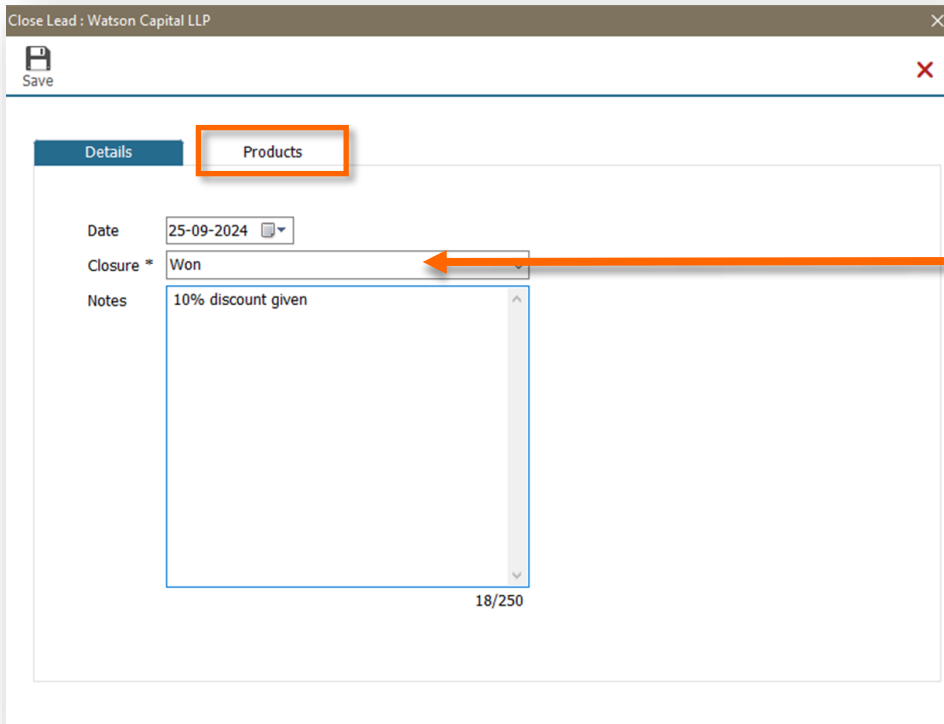 Close Lead : Watson Capital LLP
Save
Details Products
Date 25-09-2024
Closure * Won
Notes 10% discount given
18/250